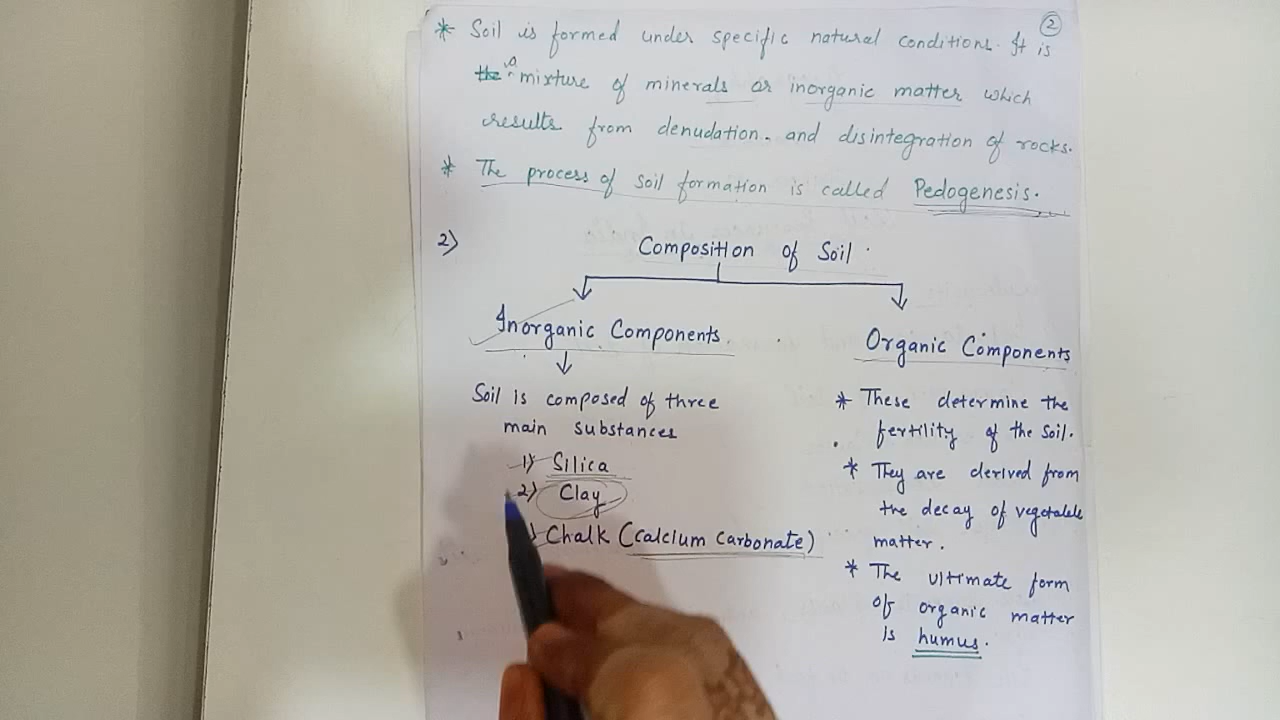 2
* Soil is formed under specific natural conditions. It is
the a mixture of minerals or inorganic matter which
results from denudation. and disintegration of rocks.
* The process of soil formation is called Pedogenesis.
2) Composition of Soil.
Inorganic Components
Organic Components
Soil is composed of three
main substances
1) Silica
2) Clay
) Chalk (calcium carbonate)
* These determine the
fertility of the soil.
* They are derived from
the decay of vegetable
matter.
* The ultimate form
of organic matter
is humus.